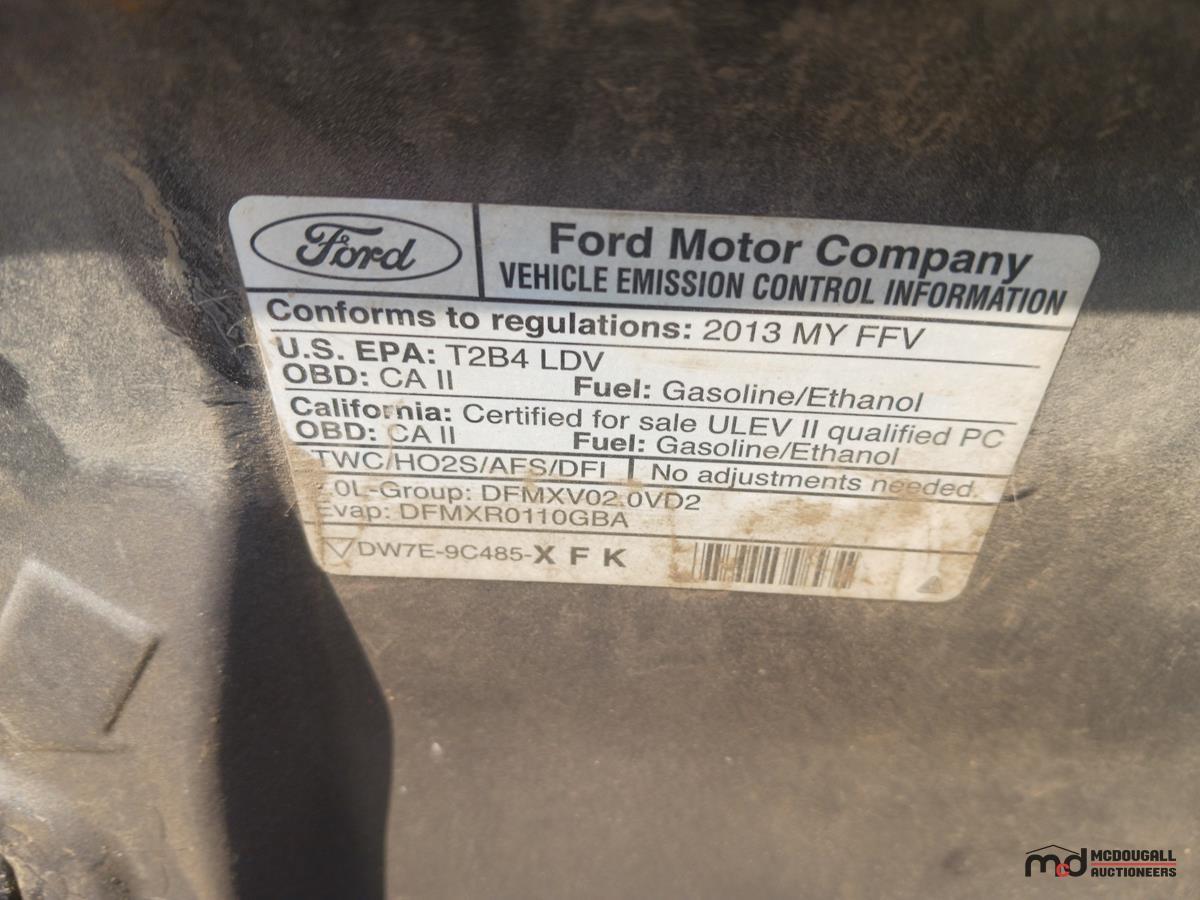 Ford
Ford Motor Company
VEHICLE EMISSION CONTROL INFORMATION
Conforms to regulations: 2013 MY FFV
U.S. EPA: T2B4 LDV
OBD: CA II Fuel: Gasoline/Ethanol
California: Certified for sale ULEV II qualified PC
OBD: CA II Fuel: Gasoline/Ethanol
TWC/HO2S/AFS/DFI No adjustments needed.
.0L-Group: DFMXV02.0VD2
Evap: DFMXR0110GBA
DW7E-9C485-X F K
mcd MCDOUGALL
AUCTIONEERS